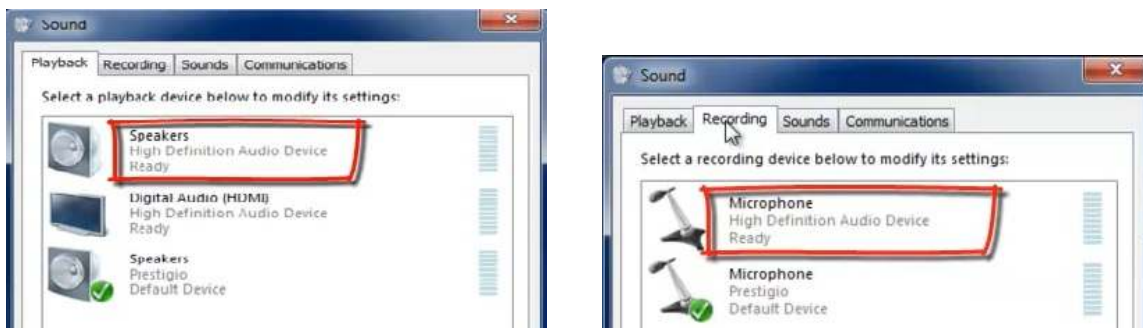 Sound
Playback Recording Sounds Communications
Select a playback device below to modify its settings:
Speakers
High Definition Audio Device
Ready
Digital Audio (HDMI)
High Definition Audio Device
Ready
Speakers
Prestigio
Default Device
Sound
Playback Recording Sounds Communications
Select a recording device below to modify its settings:
Microphone
High Definition Audio Device
Ready
Microphone
Prestigio
Default Device